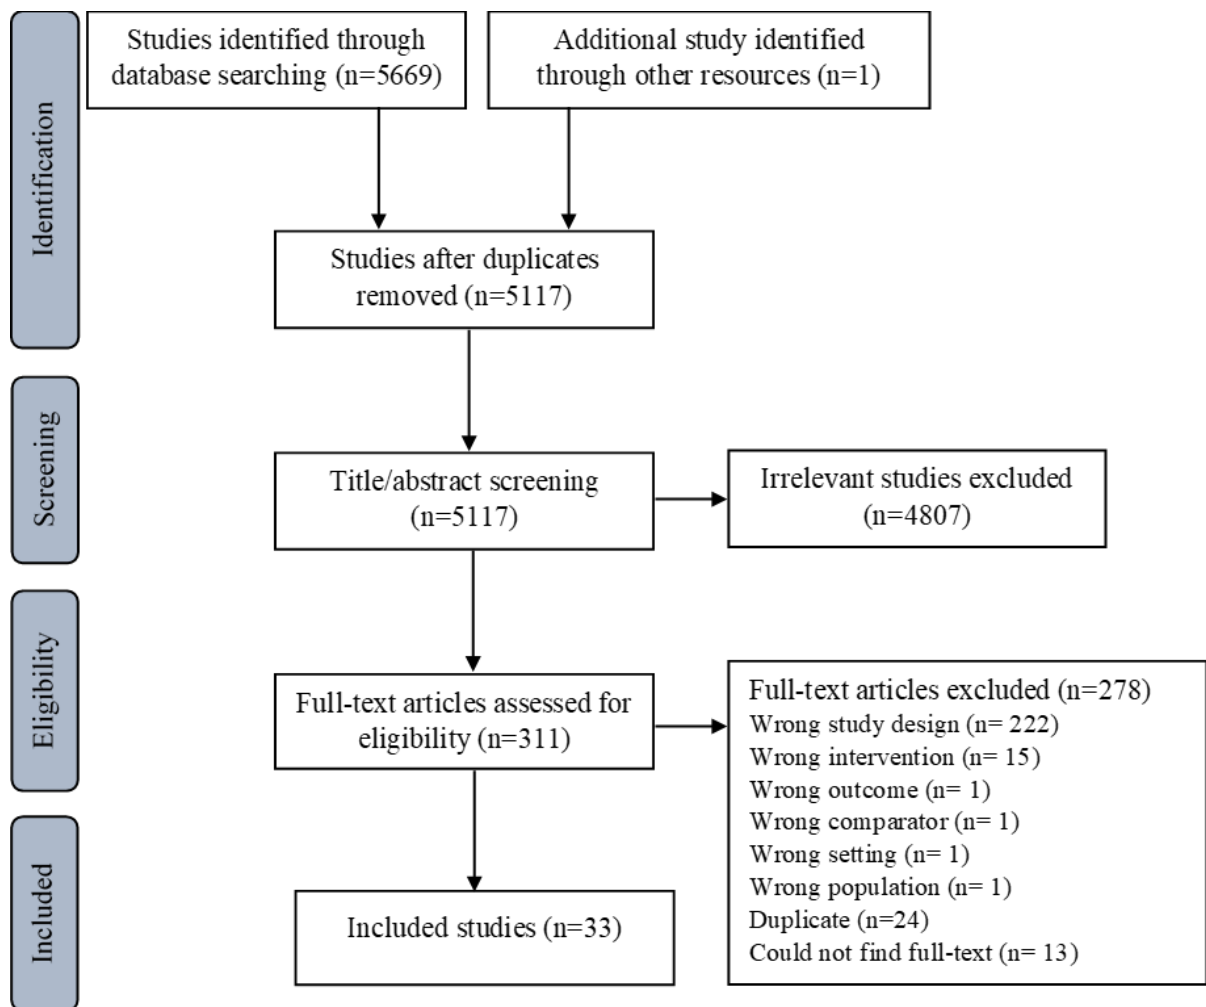 Identification
Studies identified through
database searching (n=5669)
Additional study identified
through other resources (n=1)
Studies after duplicates
removed (n=5117)
Screening
Title/abstract screening
(n=5117)
Irrelevant studies excluded
(n=4807)
Eligibility
Full-text articles assessed for
eligibility (n=311)
Full-text articles excluded (n=278)
Wrong study design (n= 222)
Wrong intervention (n= 15)
Wrong outcome (n= 1)
Wrong comparator (n= 1)
Wrong setting (n= 1)
Wrong population (n= 1)
Duplicate (n=24)
Could not find full-text (n= 13)
Included
Included studies (n=33)